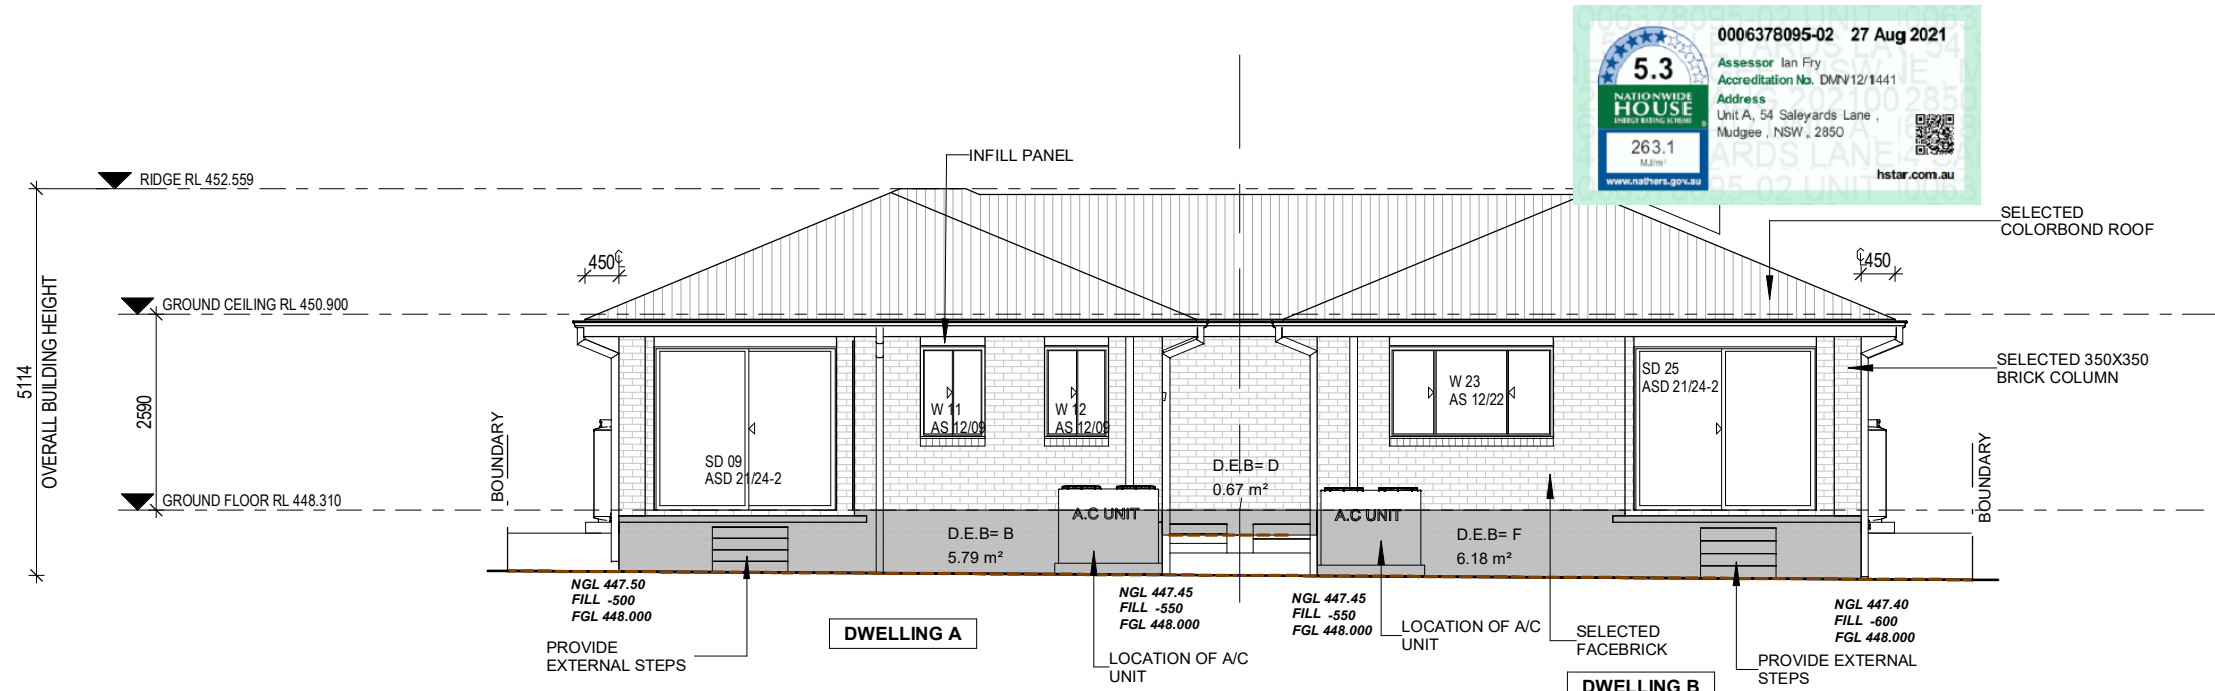 0006378095-02 27 Aug 2021
5.3
Assessor Ian Fry
Accreditation No. DMN/12/1441
NATIONWIDE
HOUSE
ENERGY RATING SCHEME
Address
Unit A, 54 Saleyards Lane ,
Mudgee , NSW , 2850
263.1
MJ/m²
www.nathers.gov.au
hstar.com.au
INFILL PANEL
RIDGE RL 452.559
SELECTED
COLORBOND ROOF
450
450
GROUND CEILING RL 450.900
5114
OVERALL BUILDING HEIGHT
2590
SELECTED 350X350
BRICK COLUMN
W 11
AS 12/09
W 12
AS 12/09
W 23
AS 12/22
SD 25
ASD 21/24-2
SD 09
ASD 21/24-2
BOUNDARY
BOUNDARY
D.E.B= D
0.67 m²
GROUND FLOOR RL 448.310
A.C UNIT
A.C UNIT
D.E.B= B
5.79 m²
D.E.B= F
6.18 m²
NGL 447.50
FILL -500
FGL 448.000
NGL 447.45
FILL -550
FGL 448.000
NGL 447.45
FILL -550
FGL 448.000
NGL 447.40
FILL -600
FGL 448.000
DWELLING A
PROVIDE
EXTERNAL STEPS
LOCATION OF A/C
UNIT
LOCATION OF A/C
UNIT
SELECTED
FACEBRICK
PROVIDE EXTERNAL
STEPS
DWELLING B